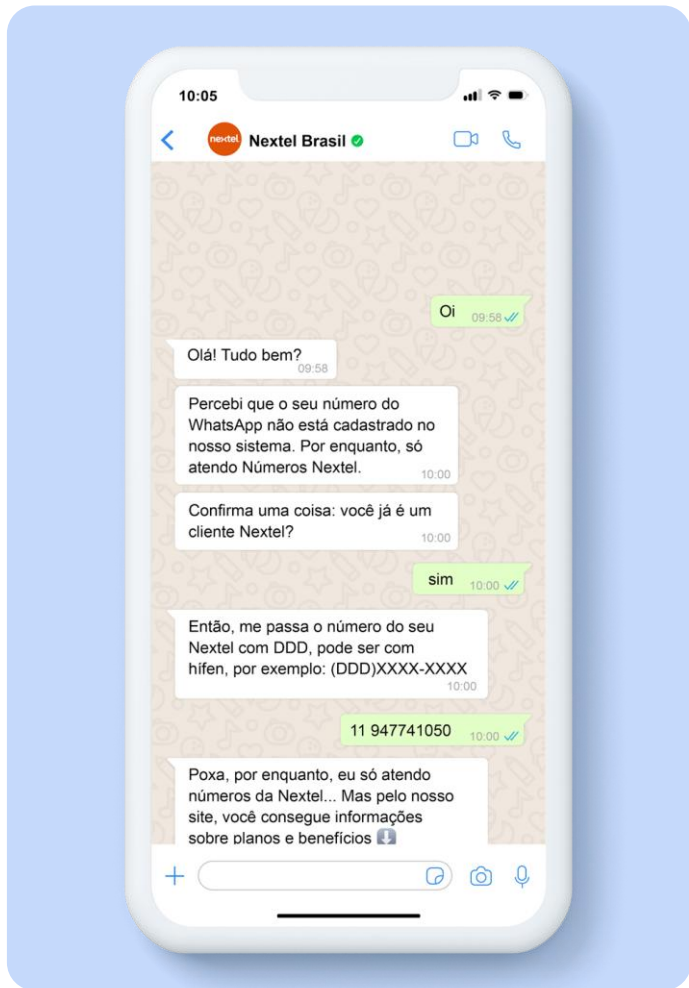 10:05
nextel Nextel Brasil
Oi 09:58
Olá! Tudo bem?
09:58
Percebi que o seu número do
WhatsApp não está cadastrado no
nosso sistema. Por enquanto, só
atendo Números Nextel.
10:00
Confirma uma coisa: você já é um
cliente Nextel?
10:00
sim 10:00
Então, me passa o número do seu
Nextel com DDD, pode ser com
hífen, por exemplo: (DDD)XXXX-XXXX
10:00
11 947741050 10:00
Poxa, por enquanto, eu só atendo
números da Nextel... Mas pelo nosso
site, você consegue informações
sobre planos e benefícios ⬇️